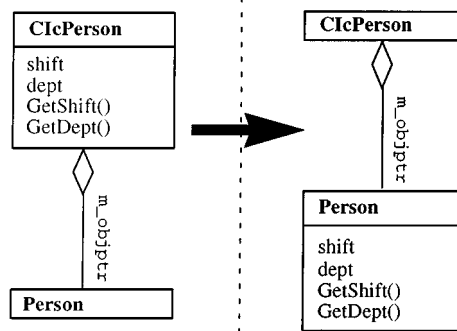 CIcPerson
shift
dept
GetShift()
GetDept()
m_objptr
Person
CIcPerson
m_objptr
Person
shift
dept
GetShift()
GetDept()